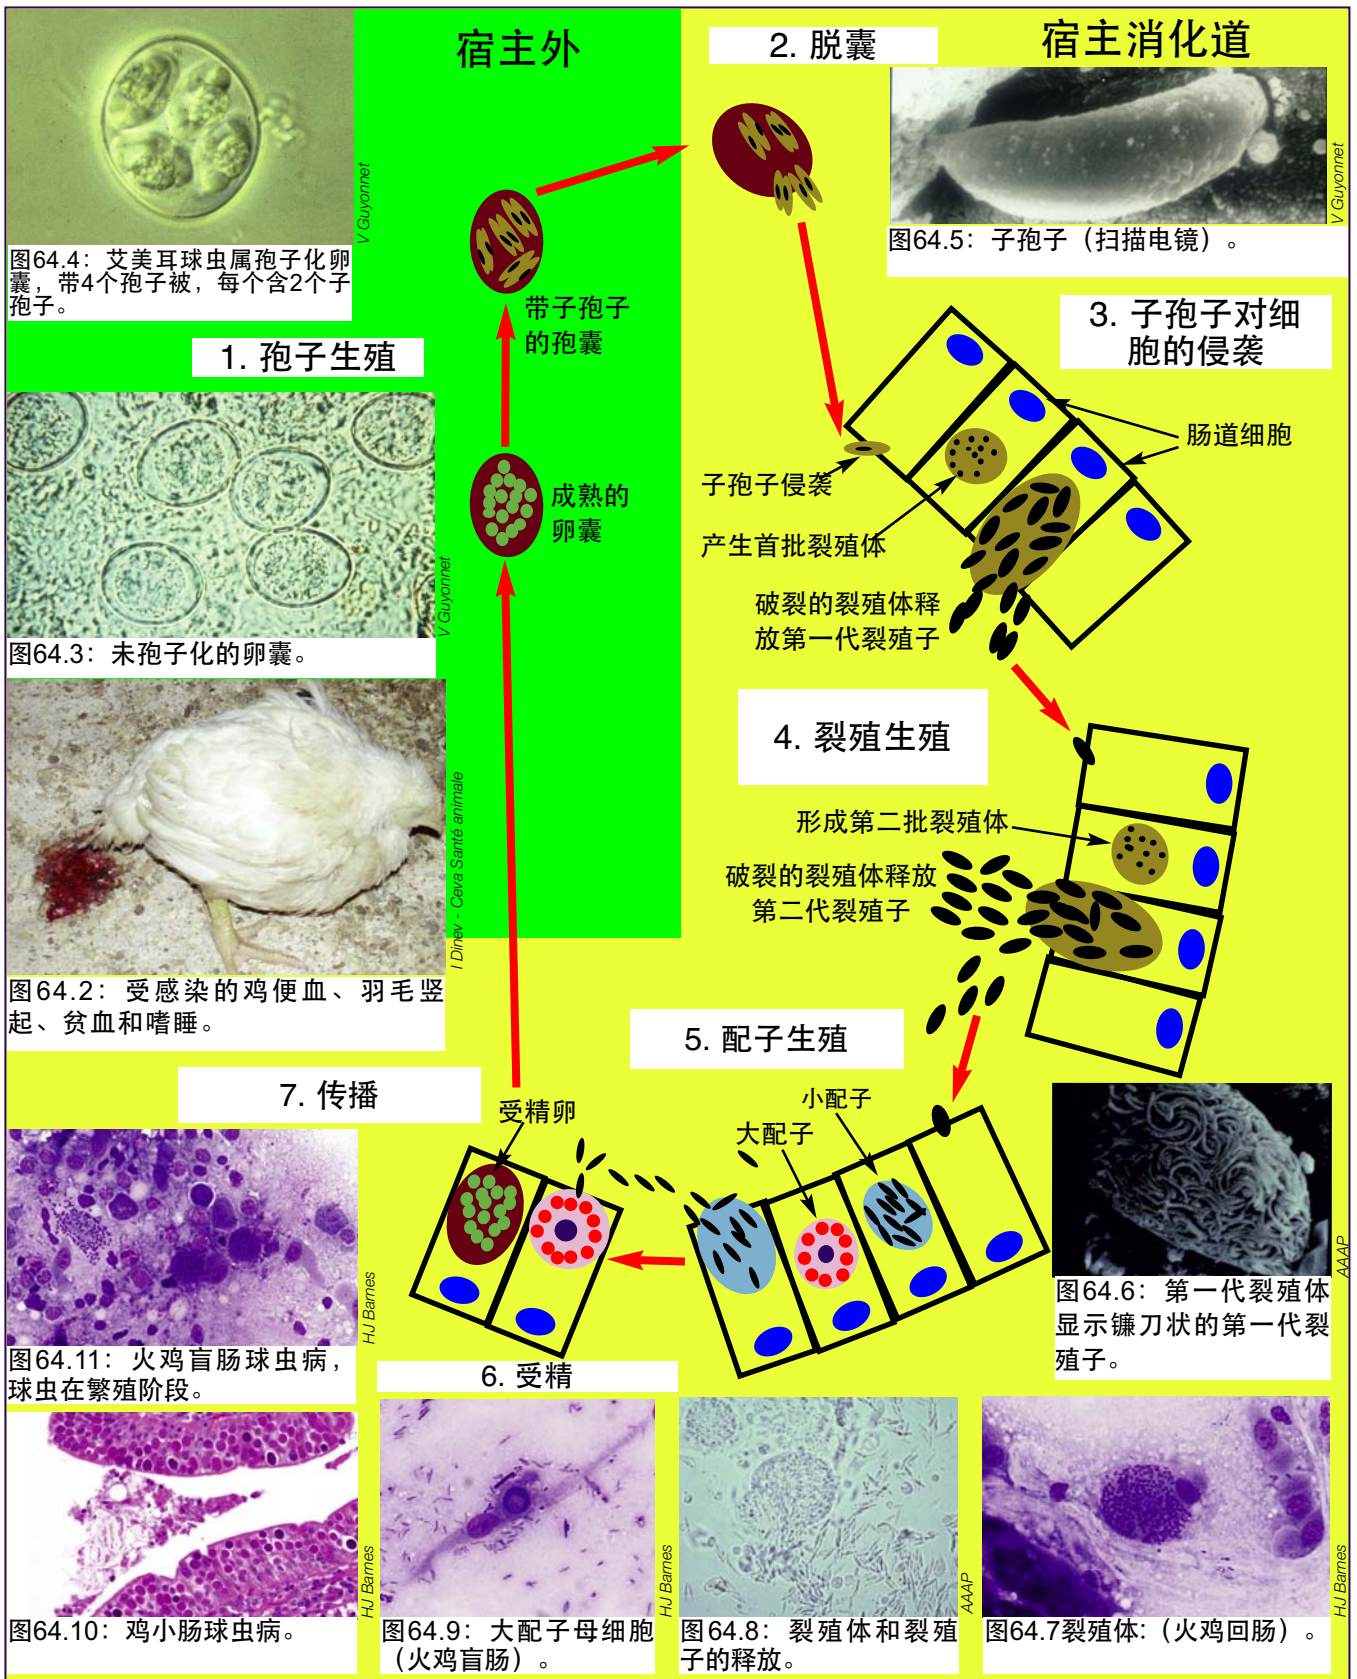 宿主外
宿主消化道
2. 脱囊
V Guyonnet
图64.4：艾美耳球虫属孢子化卵
囊，带4个孢子被，每个含2个子
孢子。
V Guyonnet
图64.5：子孢子（扫描电镜）。
1. 孢子生殖
带子孢子
的孢囊
3. 子孢子对细
胞的侵袭
肠道细胞
子孢子侵袭
产生首批裂殖体
破裂的裂殖体释
放第一代裂殖子
成熟的
卵囊
V Guyonnet
图64.3：未孢子化的卵囊。
4. 裂殖生殖
形成第二批裂殖体
破裂的裂殖体释放
第二代裂殖子
I Dinev - Ceva Santé animale
图64.2：受感染的鸡便血、羽毛竖
起、贫血和嗜睡。
5. 配子生殖
7. 传播
受精卵
小配子
大配子
AAAP
图64.6：第一代裂殖体
显示镰刀状的第一代裂
殖子。
HJ Barnes
图64.11：火鸡盲肠球虫病，
球虫在繁殖阶段。
6. 受精
HJ Barnes
图64.10：鸡小肠球虫病。
HJ Barnes
图64.9：大配子母细胞
（火鸡盲肠）。
AAAP
图64.8：裂殖体和裂殖
子的释放。
HJ Barnes
图64.7裂殖体:（火鸡回肠）。